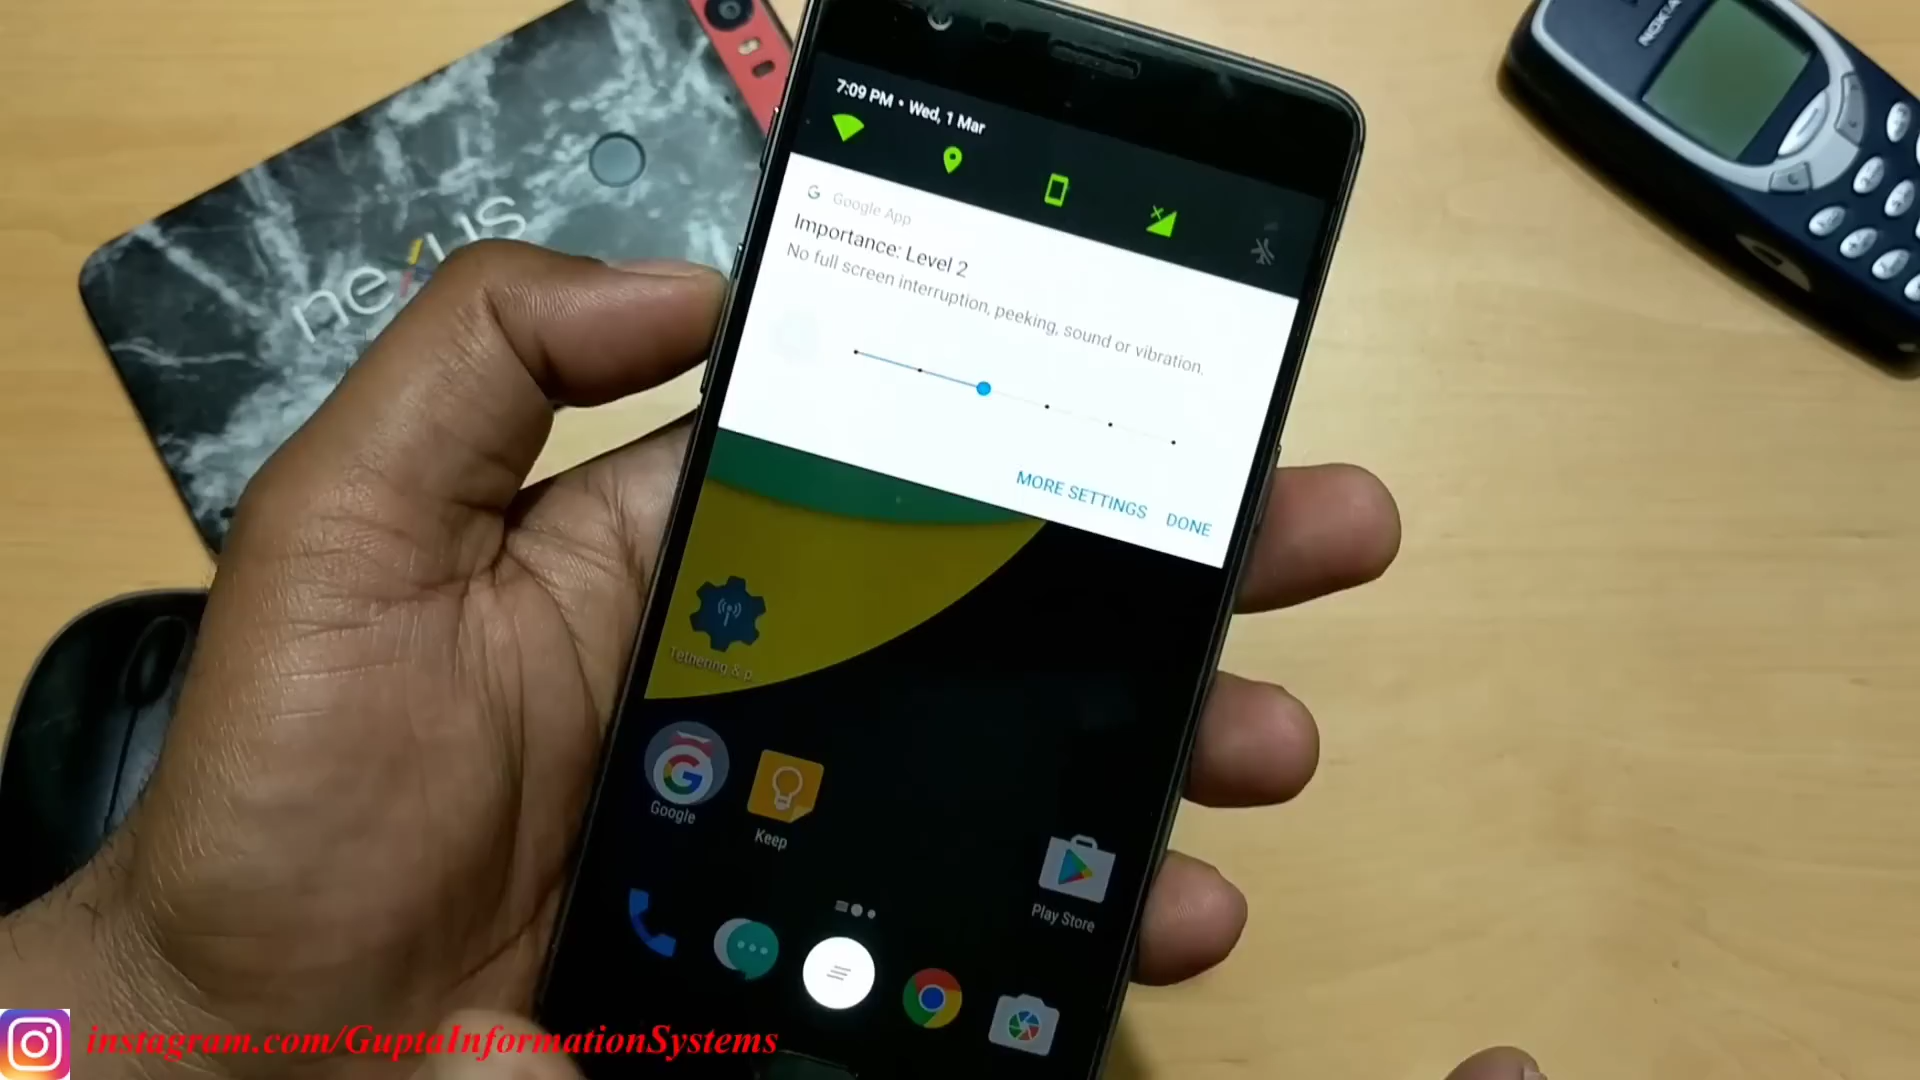 NOKIA
7:09 PM • Wed, 1 Mar
nexus
G Google App
Importance: Level 2
No full screen interruption, peeking, sound or vibration.
MORE SETTINGS DONE
Tethering & p
Google
Keep
Play Store
instagram.com/GuptaInformationSystems